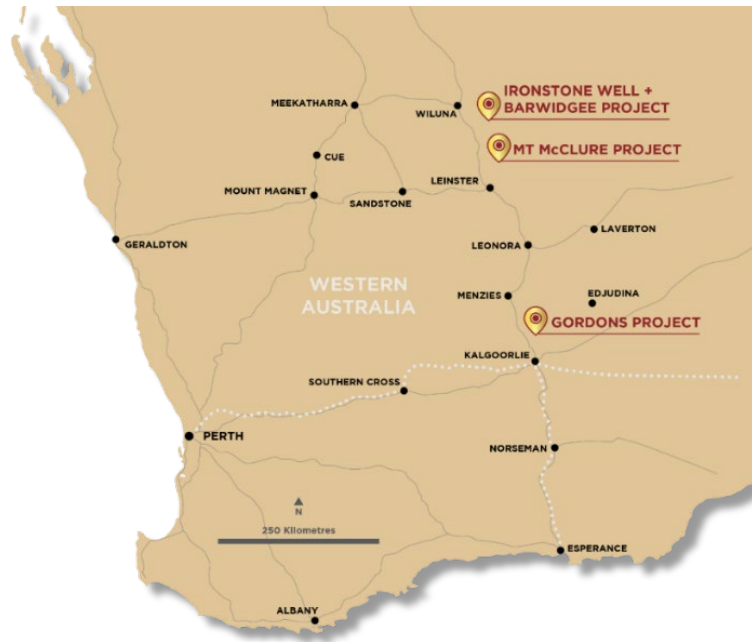 IRONSTONE WELL +
BARWIDGEE PROJECT
MEEKATHARRA
WILUNA
MT McCLURE PROJECT
CUE
LEINSTER
MOUNT MAGNET
SANDSTONE
LAVERTON
GERALDTON
LEONORA
WESTERN
AUSTRALIA
MENZIES
EDJUDINA
GORDONS PROJECT
KALGOORLIE
SOUTHERN CROSS
PERTH
NORSEMAN
N
250 Kilometres
ESPERANCE
ALBANY